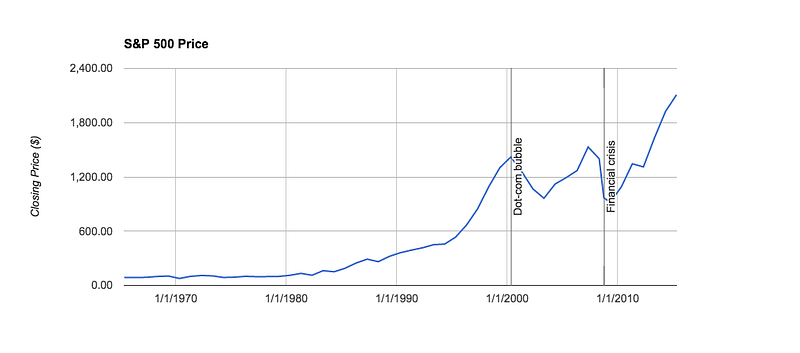 S&P 500 Price
2,400.00
1,800.00
1,200.00
600.00
0.00
Closing Price ($)
Dot-com bubble
Financial crisis
1/1/1970
1/1/1980
1/1/1990
1/1/2000
1/1/2010